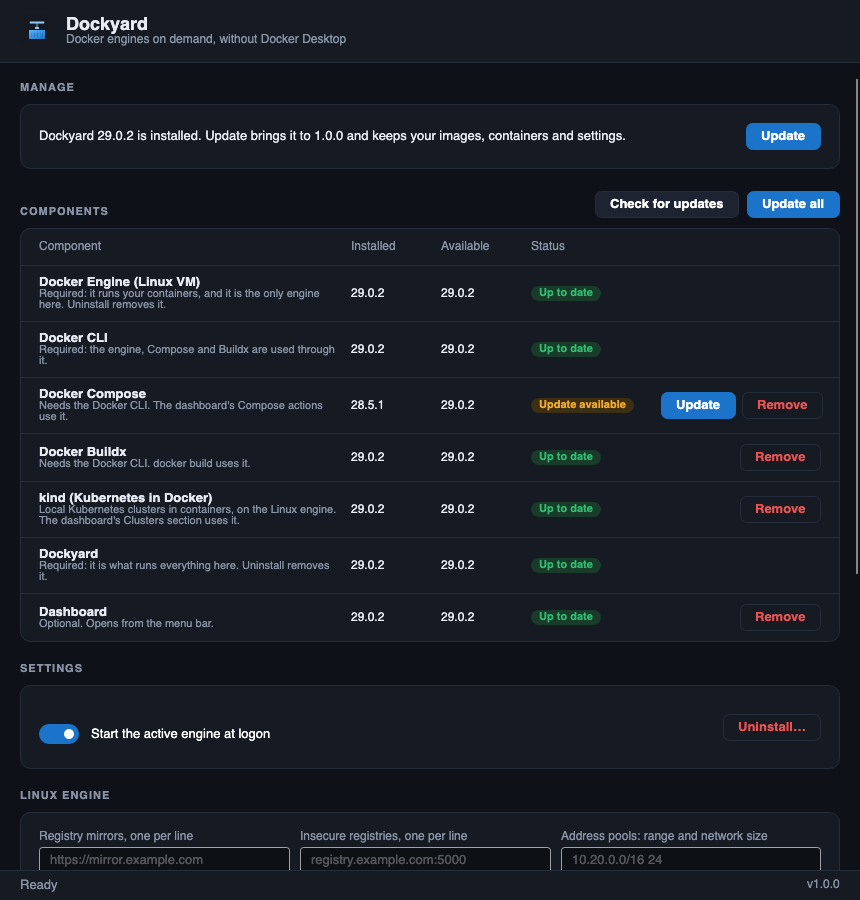 Dockyard
Docker engines on demand, without Docker Desktop
MANAGE
Dockyard 29.0.2 is installed. Update brings it to 1.0.0 and keeps your images, containers and settings.
Update
COMPONENTS
Check for updates
Update all
Component Installed Available Status
Docker Engine (Linux VM)
Required: it runs your containers, and it is the only engine
here. Uninstall removes it.
29.0.2 29.0.2 Up to date
Docker CLI
Required: the engine, Compose and Buildx are used through
it.
29.0.2 29.0.2 Up to date
Docker Compose
Needs the Docker CLI. The dashboard's Compose actions
use it.
28.5.1 29.0.2 Update available Update Remove
Docker Buildx
Needs the Docker CLI. docker build uses it.
29.0.2 29.0.2 Up to date Remove
kind (Kubernetes in Docker)
Local Kubernetes clusters in containers, on the Linux engine.
The dashboard's Clusters section uses it.
29.0.2 29.0.2 Up to date Remove
Dockyard
Required: it is what runs everything here. Uninstall removes
it.
29.0.2 29.0.2 Up to date
Dashboard
Optional. Opens from the menu bar.
29.0.2 29.0.2 Up to date Remove
SETTINGS
Start the active engine at logon
Uninstall...
LINUX ENGINE
Registry mirrors, one per line Insecure registries, one per line Address pools: range and network size
https://mirror.example.com registry.example.com:5000 10.20.0.0/16 24
Ready v1.0.0